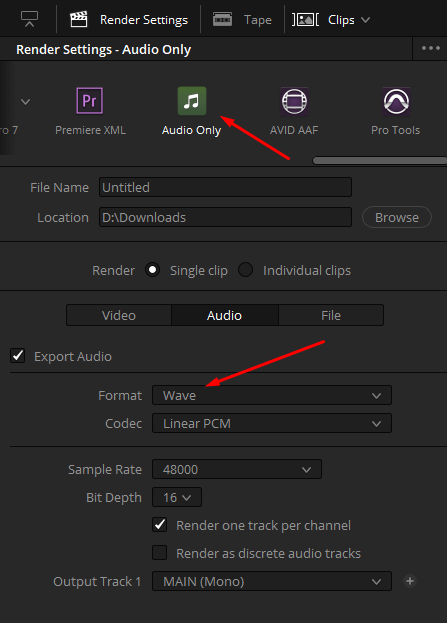 Render Settings Tape Clips
Render Settings - Audio Only
ro 7 Premiere XML Audio Only AVID AAF Pro Tools
Pr
File Name Untitled
Location D:\Downloads Browse
Render Single clip Individual clips
Video Audio File
Export Audio
Format Wave
Codec Linear PCM
Sample Rate 48000
Bit Depth 16
Render one track per channel
Render as discrete audio tracks
Output Track 1 MAIN (Mono)